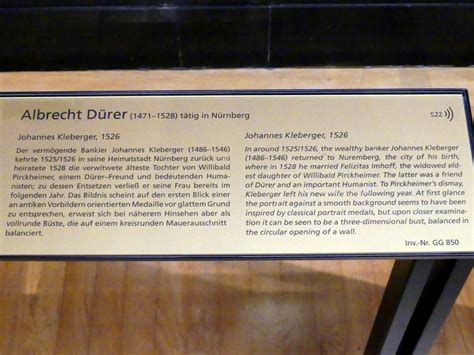 Albrecht Dürer (1471–1528) tätig in Nürnberg
522
Johannes Kleberger, 1526
Der vermögende Bankier Johannes Kleberger (1486–1546)
kehrte 1525/1526 in seine Heimatstadt Nürnberg zurück und
heiratete 1528 die verwitwete älteste Tochter von Willibald
Pirckheimer, einem Dürer-Freund und bedeutenden Huma-
nisten; zu dessen Entsetzen verließ er seine Frau bereits im
folgenden Jahr. Das Bildnis scheint auf den ersten Blick einer
an antiken Vorbildern orientierten Medaille vor glattem Grund
zu entsprechen, erweist sich bei näherem Hinsehen aber als
vollrunde Büste, die auf einem kreisrunden Mauerausschnitt
balanciert.
Johannes Kleberger, 1526
In around 1525/1526, the wealthy banker Johannes Kleberger
(1486–1546) returned to Nuremberg, the city of his birth,
where in 1528 he married Felizitas Imhoff, the widowed
eldest daughter of Willibald Pirckheimer. The latter was a friend
of Dürer and an important Humanist. To Pirckheimer's dismay,
Kleberger left his new wife the following year. At first glance
the portrait against a smooth background seems to have been
inspired by classical portrait medals, but upon closer examina-
tion it can be seen to be a three-dimensional bust, balanced in
the circular opening of a wall.
Inv.-Nr. GG 850